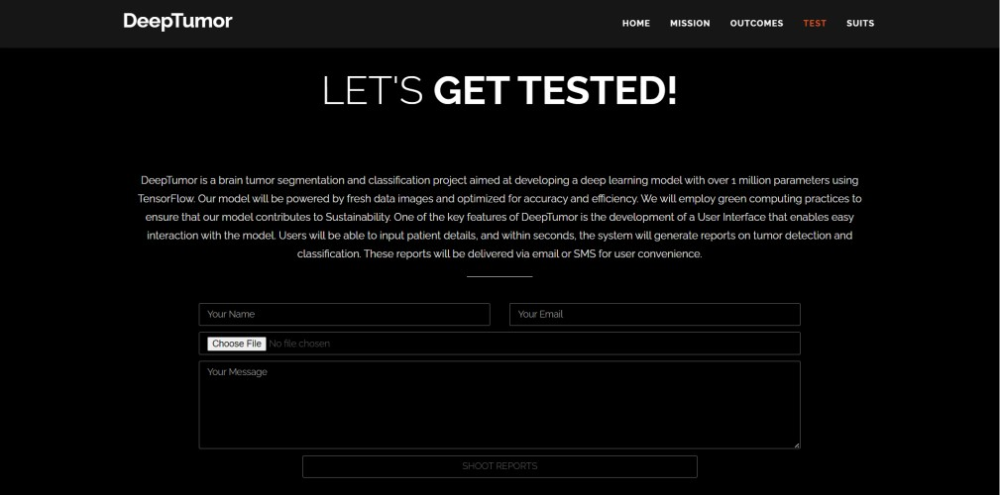 DeepTumor
HOME MISSION OUTCOMES TEST SUITS
LET'S GET TESTED!
DeepTumor is a brain tumor segmentation and classification project aimed at developing a deep learning model with over 1 million parameters using
TensorFlow. Our model will be powered by fresh data images and optimized for accuracy and efficiency. We will employ green computing practices to
ensure that our model contributes to Sustainability. One of the key features of DeepTumor is the development of a User Interface that enables easy
interaction with the model. Users will be able to input patient details, and within seconds, the system will generate reports on tumor detection and
classification. These reports will be delivered via email or SMS for user convenience.
Your Name Your Email
Choose File No file chosen
Your Message
SHOOT REPORTS